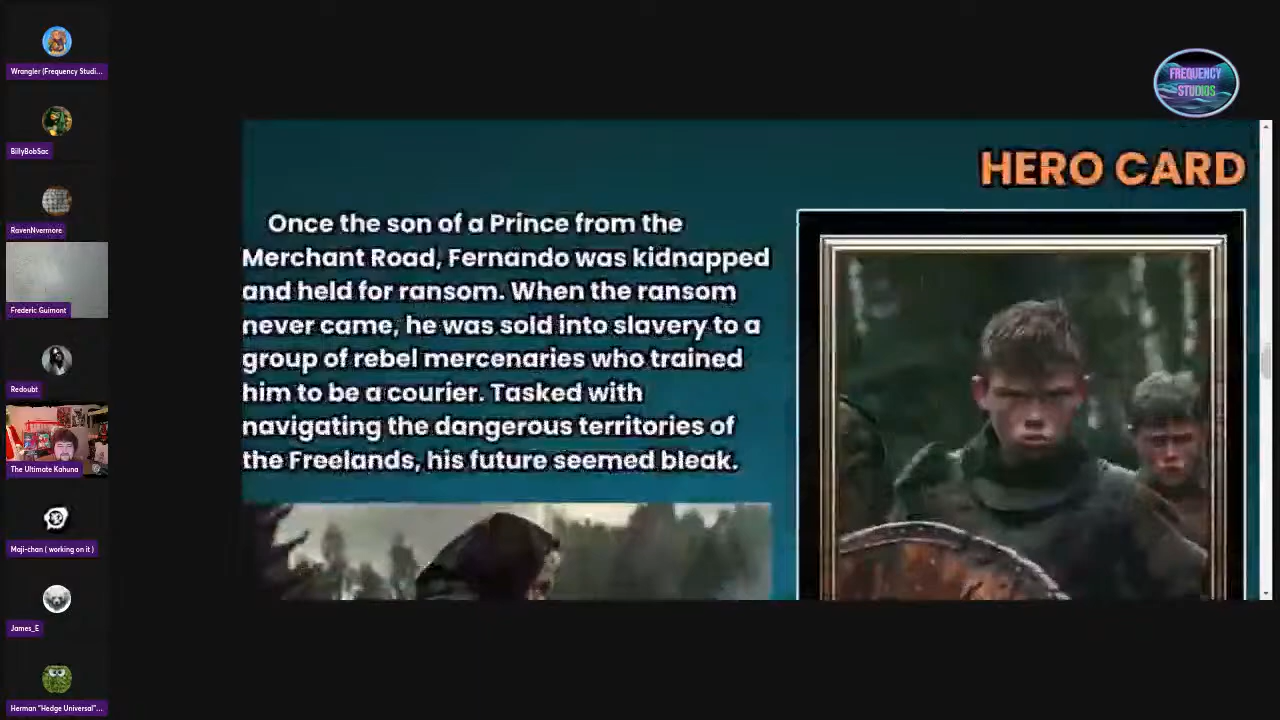 Wrangler (Frequency Studi...
BillyBobSac
RavenNvermore
Frederic Guimont
Redoubt
The Ultimate Kahuna
Maji-chan ( working on it )
James_E
Herman "Hedge Universal"...
FREQUENCY
STUDIOS
HERO CARD
Once the son of a Prince from the
Merchant Road, Fernando was kidnapped
and held for ransom. When the ransom
never came, he was sold into slavery to a
group of rebel mercenaries who trained
him to be a courier. Tasked with
navigating the dangerous territories of
the Freelands, his future seemed bleak.